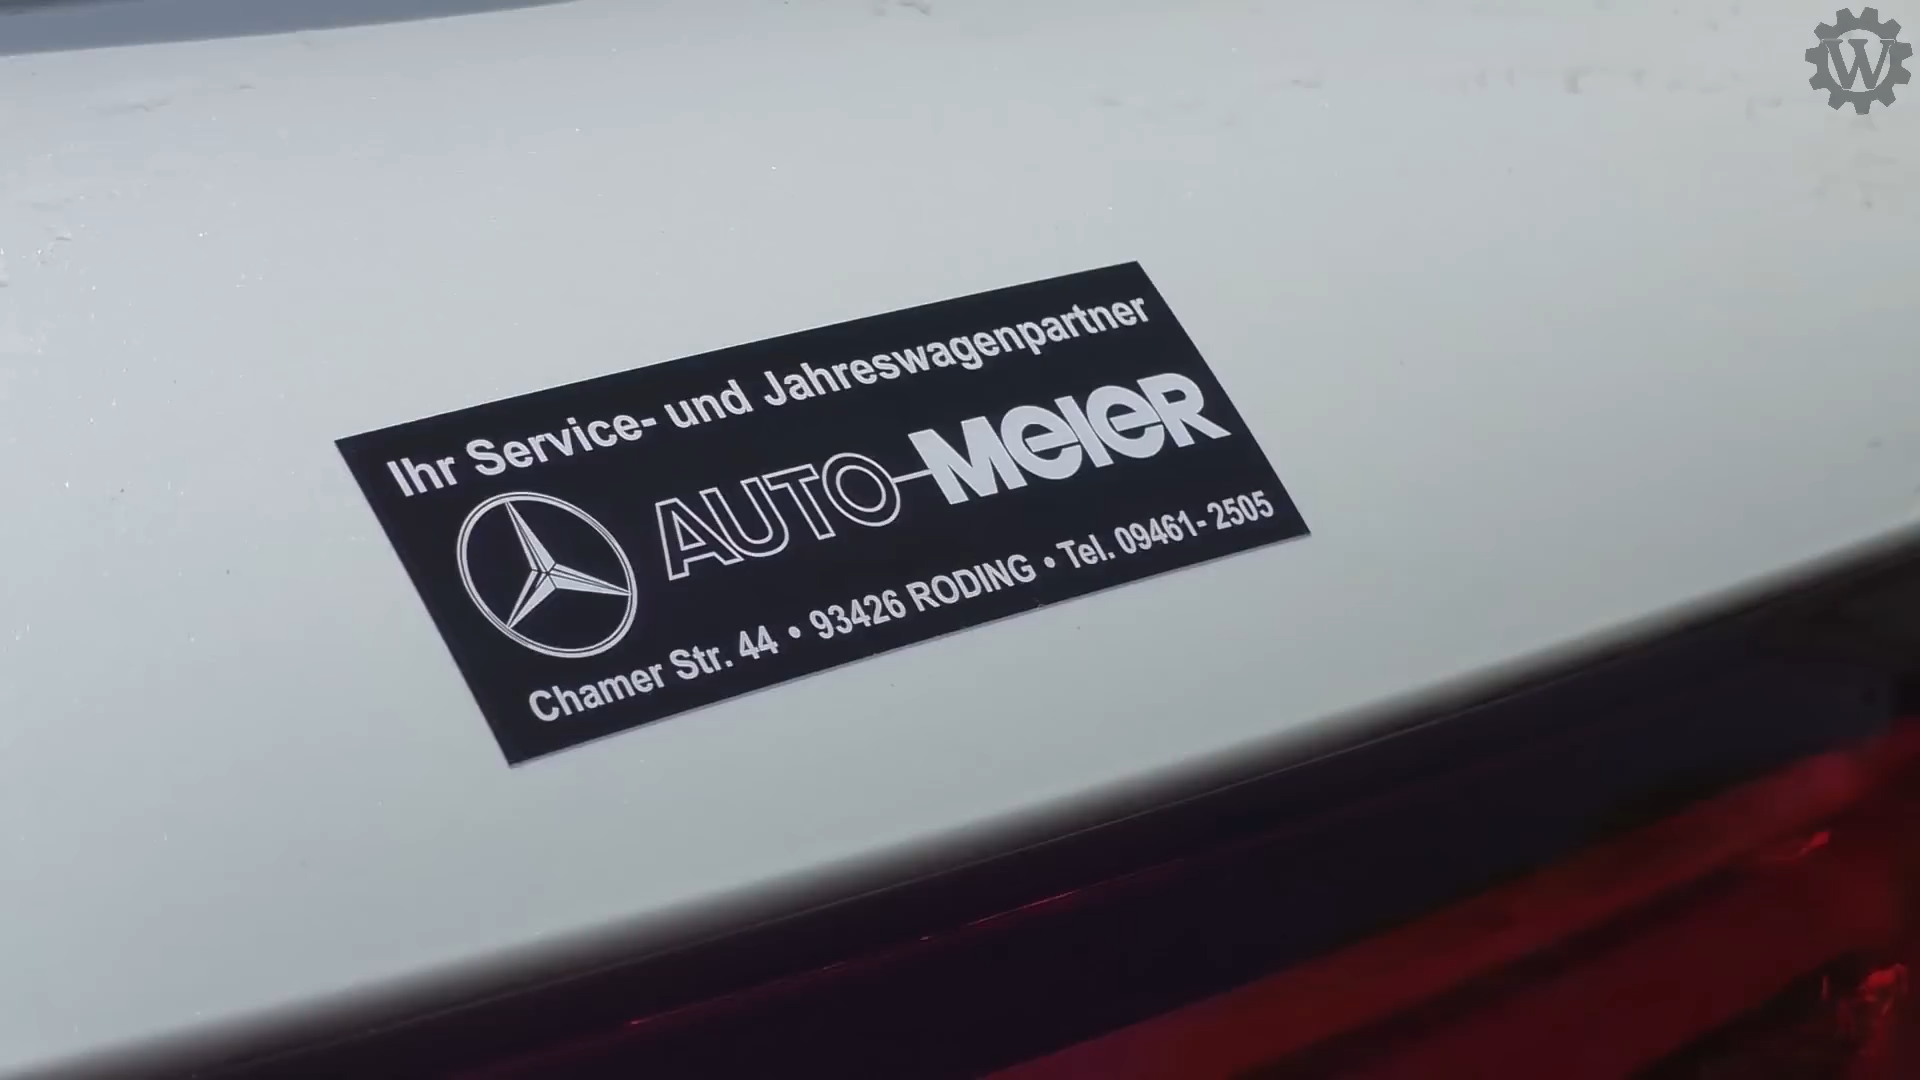 W
Ihr Service- und Jahreswagenpartner
AUTO-MEIER
Chamer Str. 44 • 93426 RODING • Tel. 09461-2505